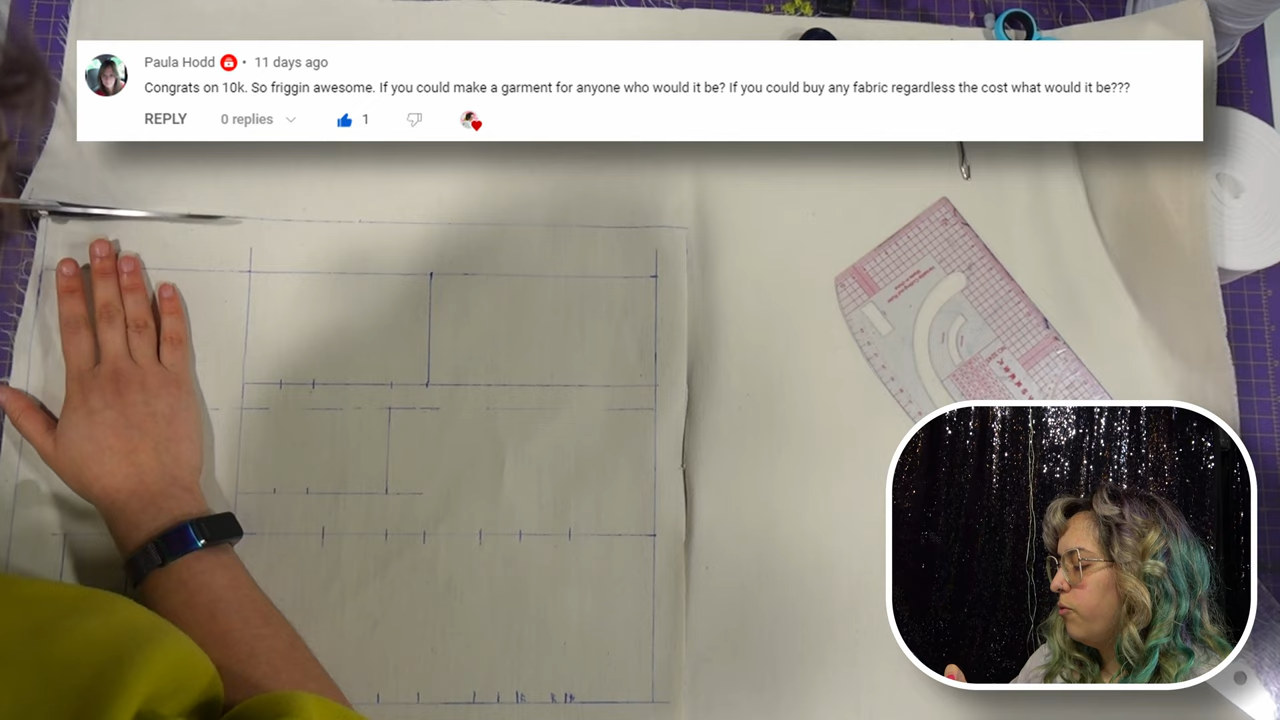 Paula Hodd • 11 days ago
Congrats on 10k. So friggin awesome. If you could make a garment for anyone who would it be? If you could buy any fabric regardless the cost what would it be???
REPLY 0 replies 1